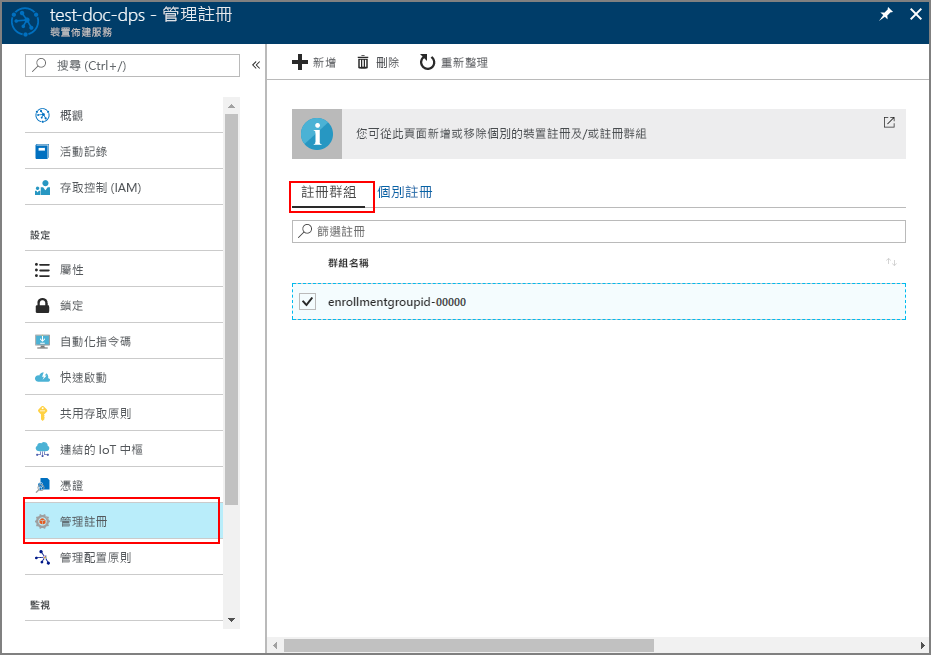 test-doc-dps - 管理註冊
裝置佈建服務
搜尋 (Ctrl+/)
«
概觀
活動記錄
存取控制 (IAM)
設定
屬性
鎖定
自動化指令碼
快速啟動
共用存取原則
連結的 IoT 中樞
憑證
管理註冊
管理配置原則
監視
新增 刪除 重新整理
您可從此頁面新增或移除個別的裝置註冊及/或註冊群組
註冊群組 個別註冊
篩選註冊
群組名稱
enrollmentgroupid-00000